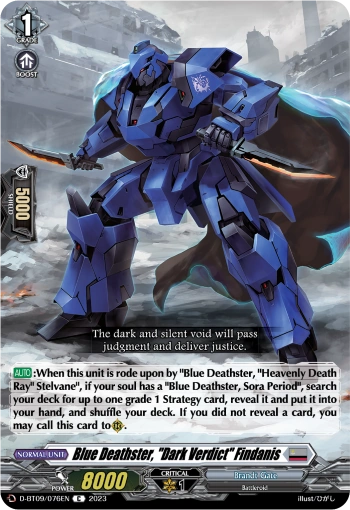 1
GRADE
BOOST
5000
SHIELD
The dark and silent void will pass
judgment and deliver justice.
AUTO:When this unit is rode upon by "Blue Deathster, "Heavenly Death
Ray" Stelvane", if your soul has a "Blue Deathster, Sora Period", search
your deck for up to one grade 1 Strategy card, reveal it and put it into
your hand, and shuffle your deck. If you did not reveal a card, you
may call this card to RC.
NORMAL UNIT
Blue Deathster, "Dark Verdict" Findanis
POWER 8000
CRITICAL
1
Brandt Gate
Battleroid
D-BT09/076EN C 2023
illust/ひがし